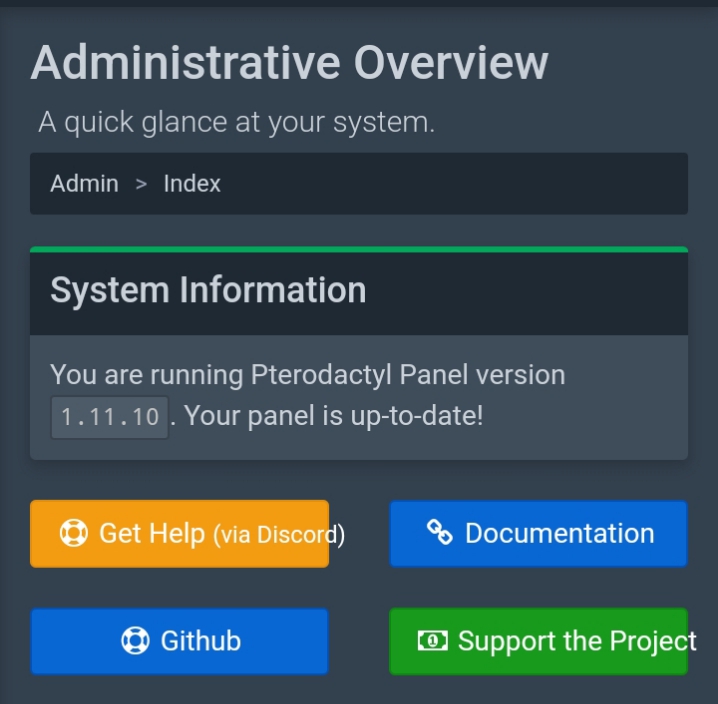 Administrative Overview
A quick glance at your system.
Admin > Index
System Information
You are running Pterodactyl Panel version
1.11.10. Your panel is up-to-date!
Get Help (via Discord)
Documentation
Github
Support the Project